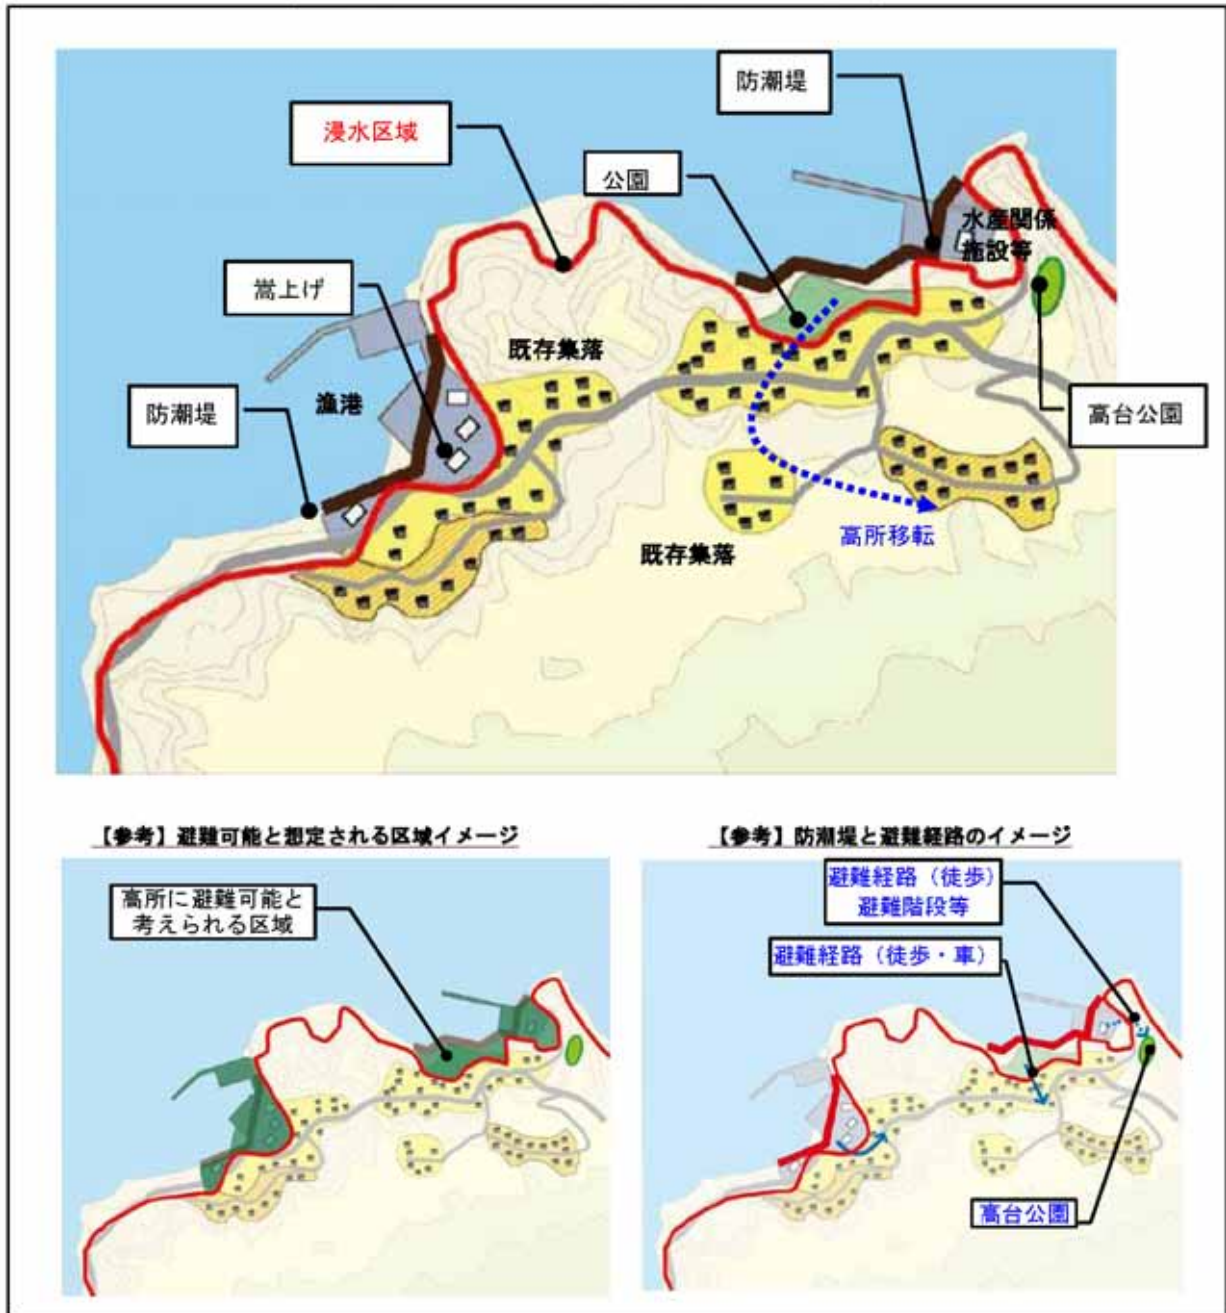 防潮堤
浸水区域
公園
水産関係
施設等
嵩上げ
既存集落
漁港
防潮堤
高台公園
高所移転
既存集落
【参考】避難可能と想定される区域イメージ
高所に避難可能と
考えられる区域
【参考】防潮堤と避難経路のイメージ
避難経路（徒歩）
避難階段等
避難経路（徒歩・車）
高台公園